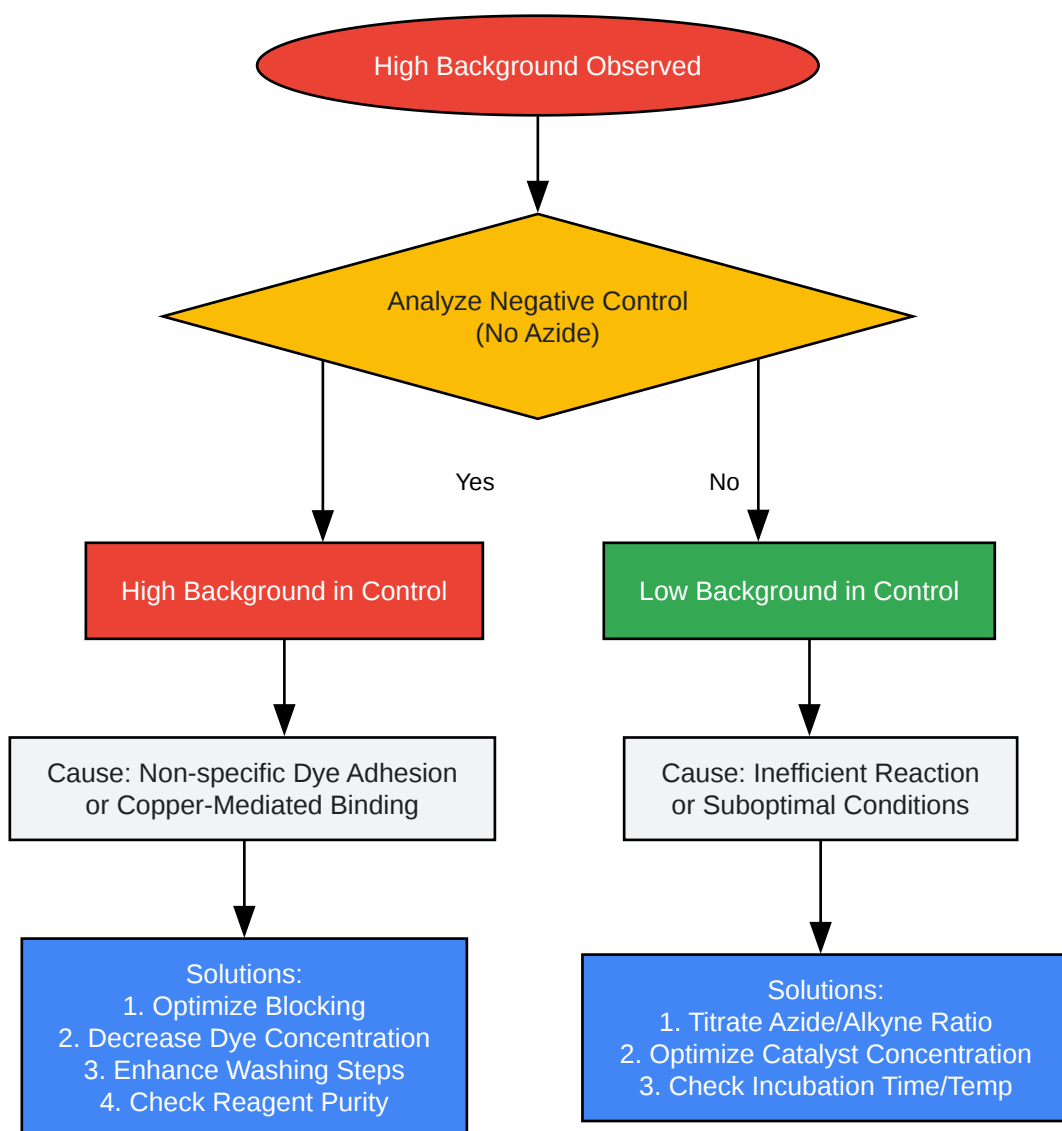 High Background Observed
Analyze Negative Control
(No Azide)
Yes
No
High Background in Control
Low Background in Control
Cause: Non-specific Dye Adhesion
or Copper-Mediated Binding
Cause: Inefficient Reaction
or Suboptimal Conditions
Solutions:
1. Optimize Blocking
2. Decrease Dye Concentration
3. Enhance Washing Steps
4. Check Reagent Purity
Solutions:
1. Titrate Azide/Alkyne Ratio
2. Optimize Catalyst Concentration
3. Check Incubation Time/Temp